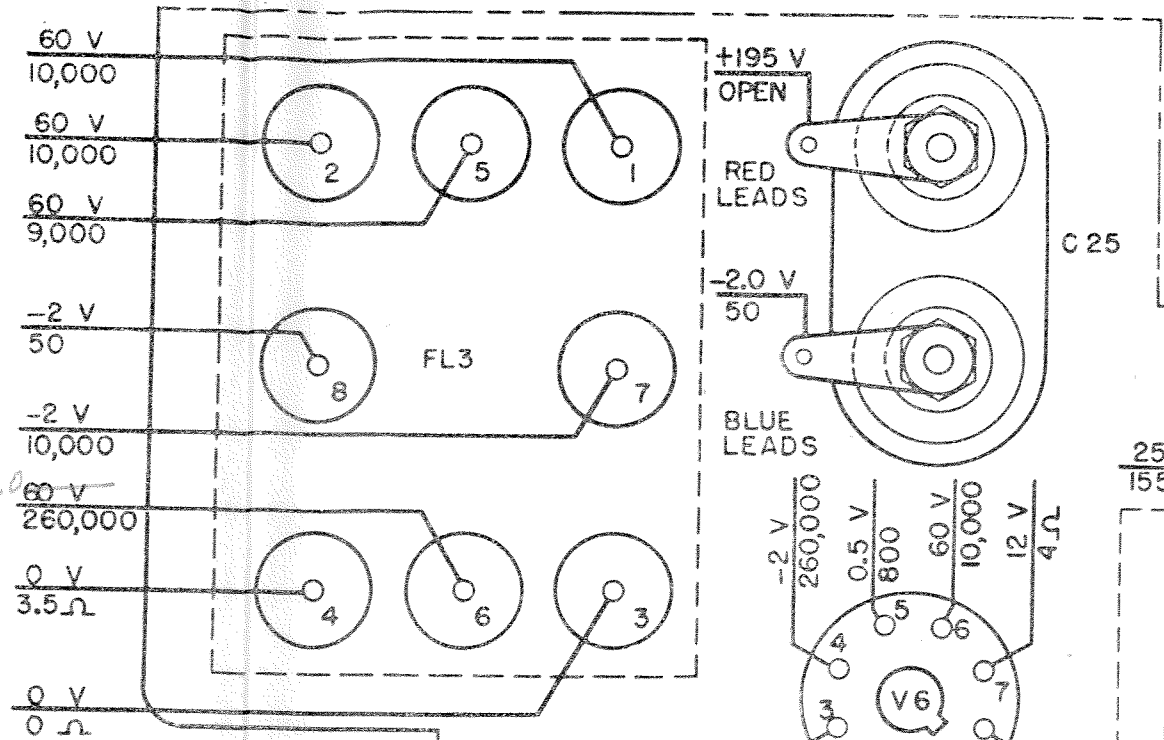 60 V
10,000
60 V
10,000
60 V
9,000
-2 V
50
-2 V
10,000
60 V
260,000
0 V
3.5 Ω
0 V
0 Ω
2
5
1
8
FL3
7
4
6
3
+195 V
OPEN
RED
LEADS
C 25
-2.0 V
50
BLUE
LEADS
-2 V
260,000
0.5 V
800
60 V
10,000
12 V
4 Ω
5
6
4
7
3
V6
25
155